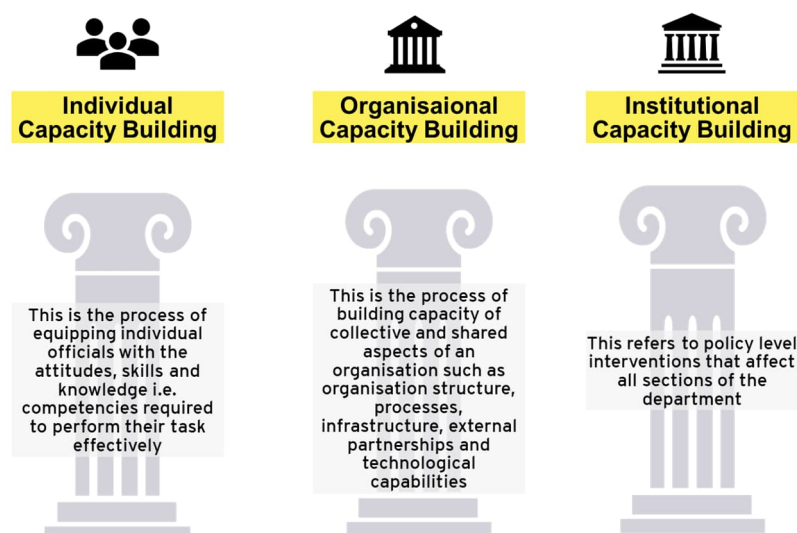 Individual
Capacity Building
This is the process of
equipping individual
officials with the
attitudes, skills and
knowledge i.e.
competencies required
to perform their task
effectively
Organisaional
Capacity Building
This is the process of
building capacity of
collective and shared
aspects of an
organisation such as
organisation structure,
processes,
infrastructure, external
partnerships and
technological
capabilities
Institutional
Capacity Building
This refers to policy level
interventions that affect
all sections of the
department